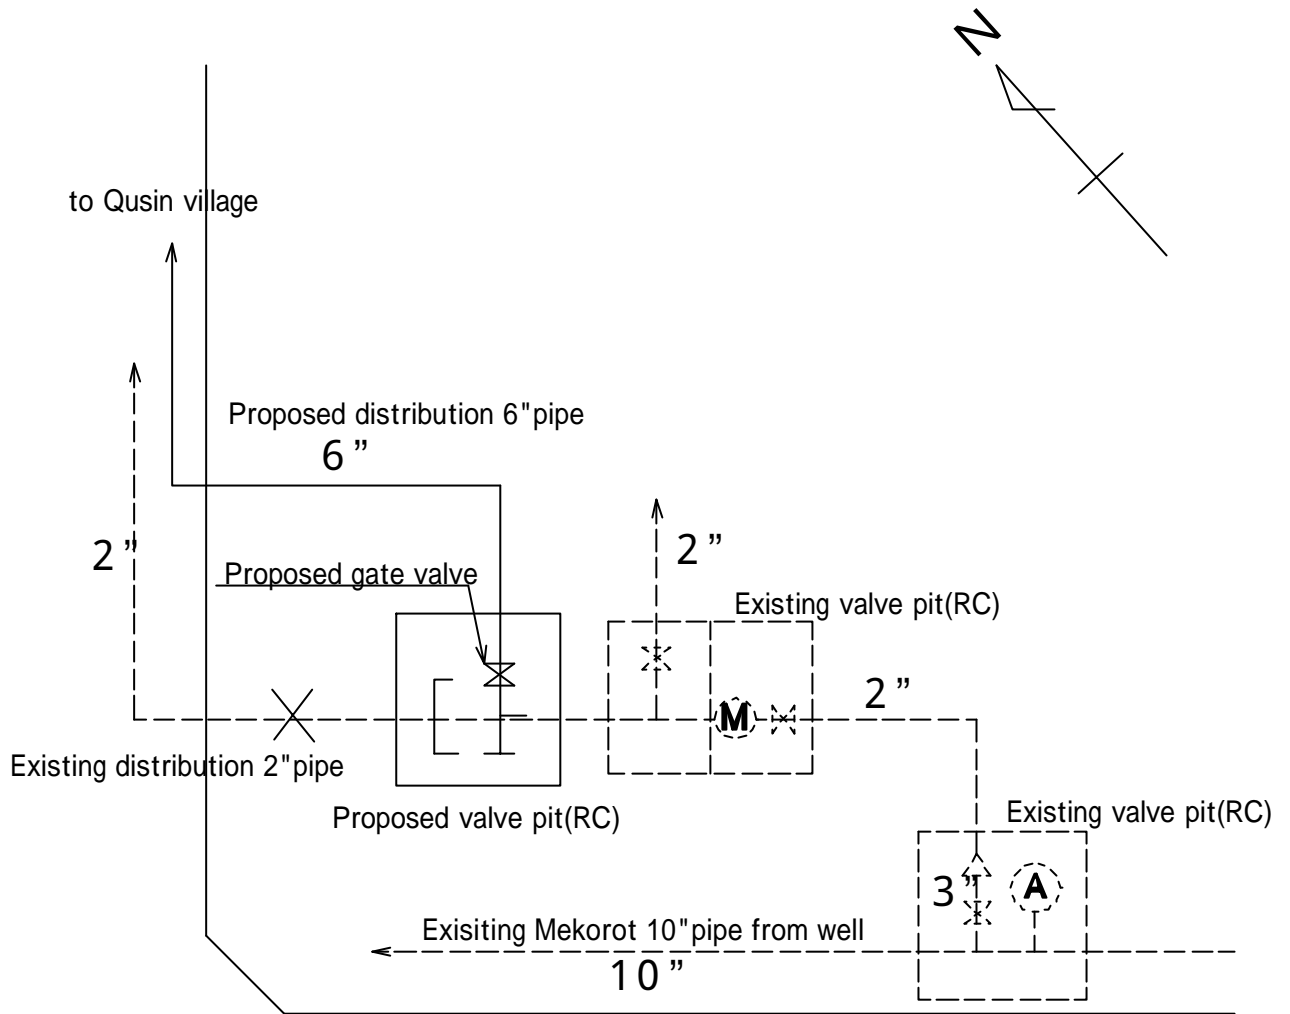 N
to Qusin village
Proposed distribution 6"pipe
6”
2”
2”
Proposed gate valve
Existing valve pit(RC)
2”
M
Existing distribution 2"pipe
Proposed valve pit(RC)
Existing valve pit(RC)
3”
A
Exisiting Mekorot 10"pipe from well
10”